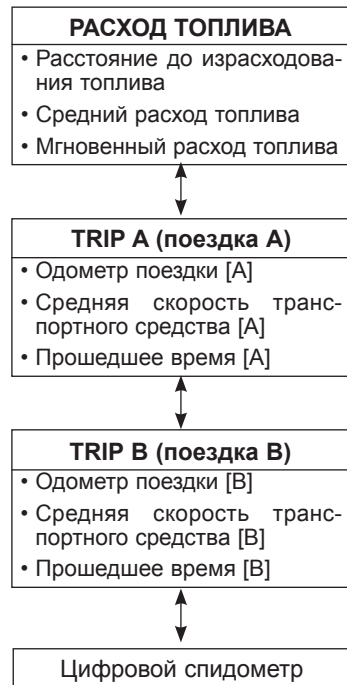 РАСХОД ТОПЛИВА
• Расстояние до израсходова-
ния топлива
• Средний расход топлива
• Мгновенный расход топлива
TRIP A (поездка А)
• Одометр поездки [A]
• Средняя скорость транс-
портного средства [A]
• Прошедшее время [A]
TRIP B (поездка В)
• Одометр поездки [B]
• Средняя скорость транс-
портного средства [B]
• Прошедшее время [B]
Цифровой спидометр